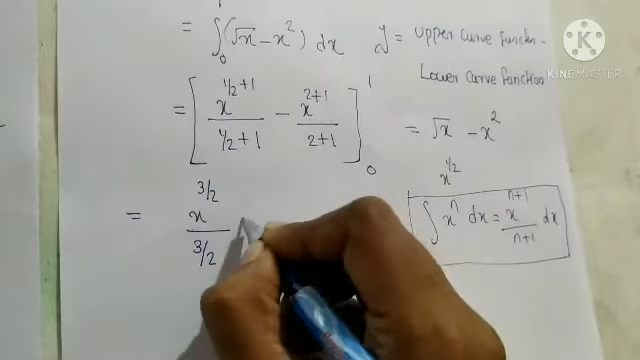 = ∫₀¹ (√x − x²) dx
y = upper curve functn -
Lower curve function
= √x − x²
x^(1/2)
= [ x^(1/2+1) / (1/2+1) − x^(2+1) / (2+1) ]₀¹
= x^(3/2) / (3/2)
∫ xⁿ dx = x^(n+1) / (n+1) dx
KINEMASTER